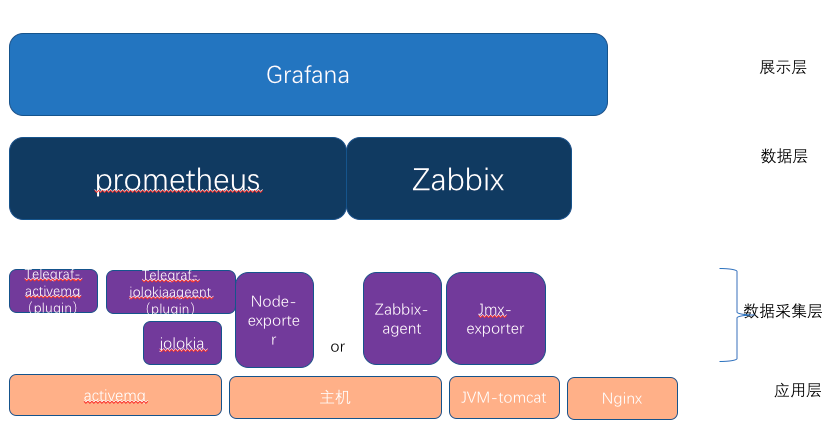 Grafana
展示层
prometheus
Zabbix
数据层
Telegraf-
activemq
（plugin）
Telegraf-
jolokiaageent
（plugin）
jolokia
Node-
exporte
r
or
Zabbix-
agent
Jmx-
exporter
数据采集层
activemq
主机
JVM-tomcat
Nginx
应用层